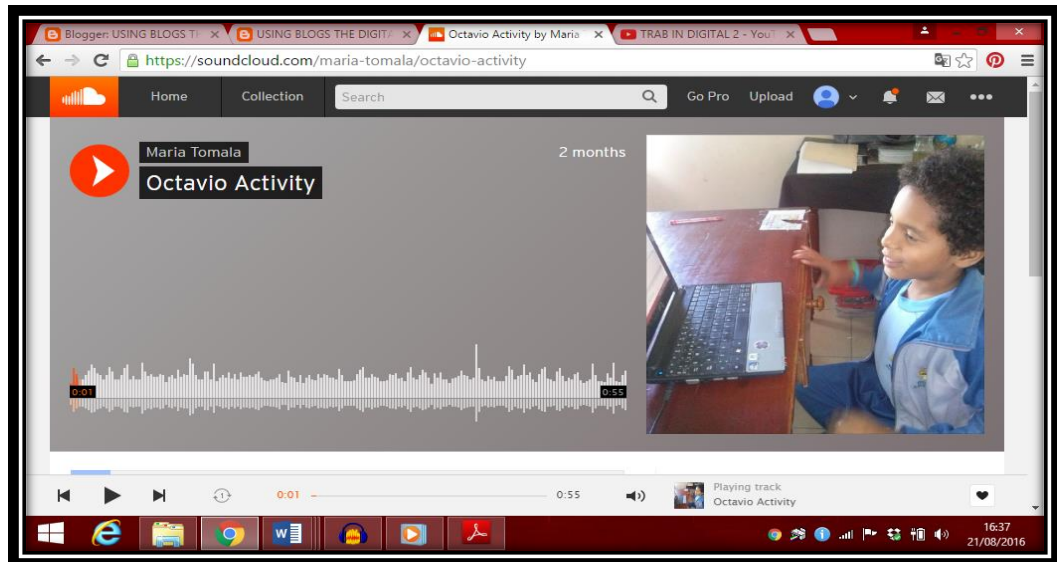 Blogger: USING BLOGS TH
USING BLOGS THE DIGITA
Octavio Activity by Maria
TRAB IN DIGITAL 2 - YouT
https://soundcloud.com/maria-tomala/octavio-activity
Home
Collection
Search
Go Pro
Upload
Maria Tomala
2 months
Octavio Activity
0:01
0:55
0:01
0:55
Playing track
Octavio Activity
16:37
21/08/2016